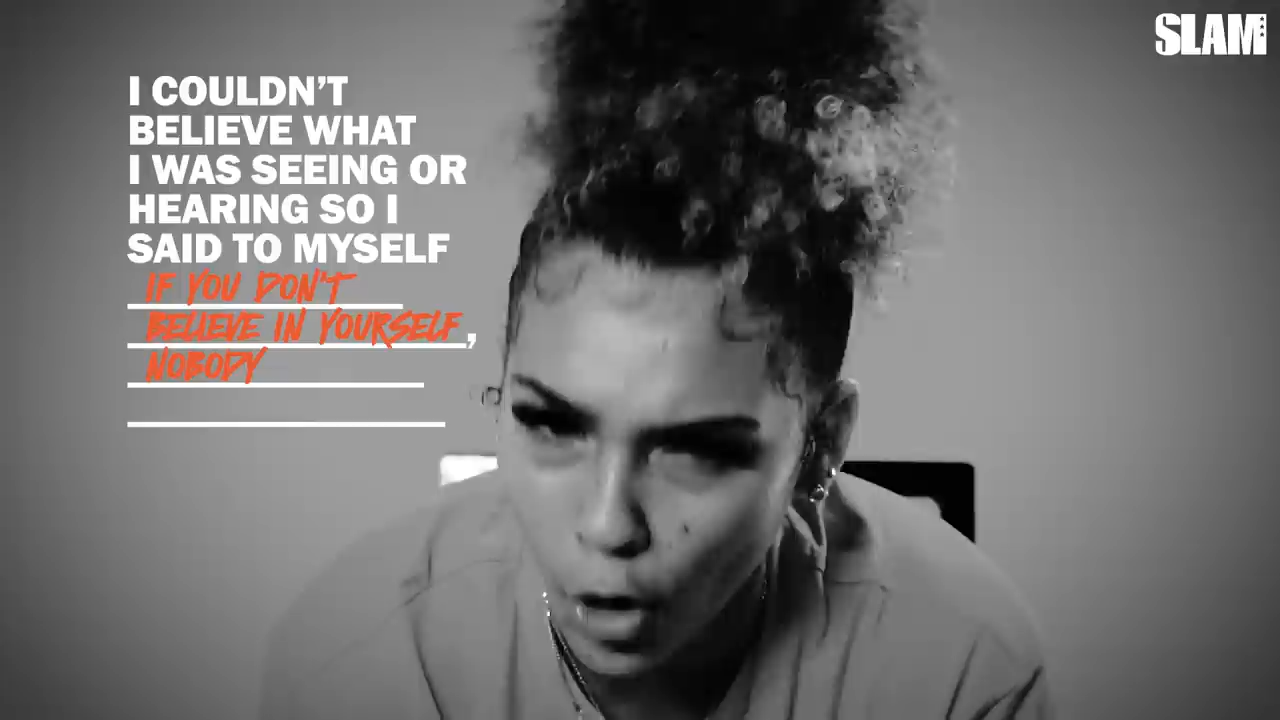 SLAM
I COULDN'T
BELIEVE WHAT
I WAS SEEING OR
HEARING SO I
SAID TO MYSELF
IF YOU DON'T
BELIEVE IN YOURSELF,
NOBODY